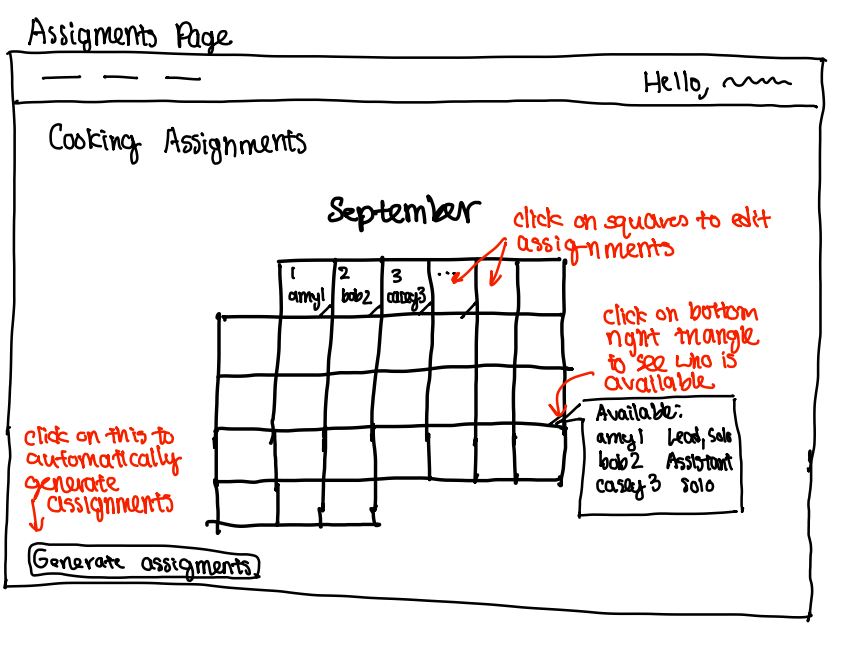 Assigments Page
Hello,
Cooking Assignments
September
click on squares to edit
assignments
1
amy1
2
bob2
3
casey3
...
click on bottom
right triangle
to see who is
available
Available:
amy1 Lead, Solo
bob2 Assistant
casey3 Solo
click on this to
automatically
generate
assignments
Generate assigments